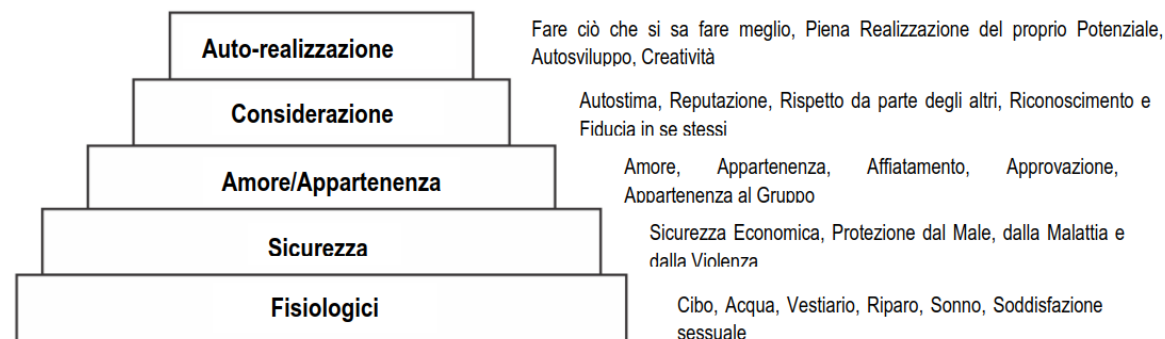 Auto-realizzazione
Fare ciò che si sa fare meglio, Piena Realizzazione del proprio Potenziale,
Autosviluppo, Creatività
Considerazione
Autostima, Reputazione, Rispetto da parte degli altri, Riconoscimento e
Fiducia in se stessi
Amore/Appartenenza
Amore, Appartenenza, Affiatamento, Approvazione,
Appartenenza al Gruppo
Sicurezza
Sicurezza Economica, Protezione dal Male, dalla Malattia e
dalla Violenza
Fisiologici
Cibo, Acqua, Vestiario, Riparo, Sonno, Soddisfazione
sessuale